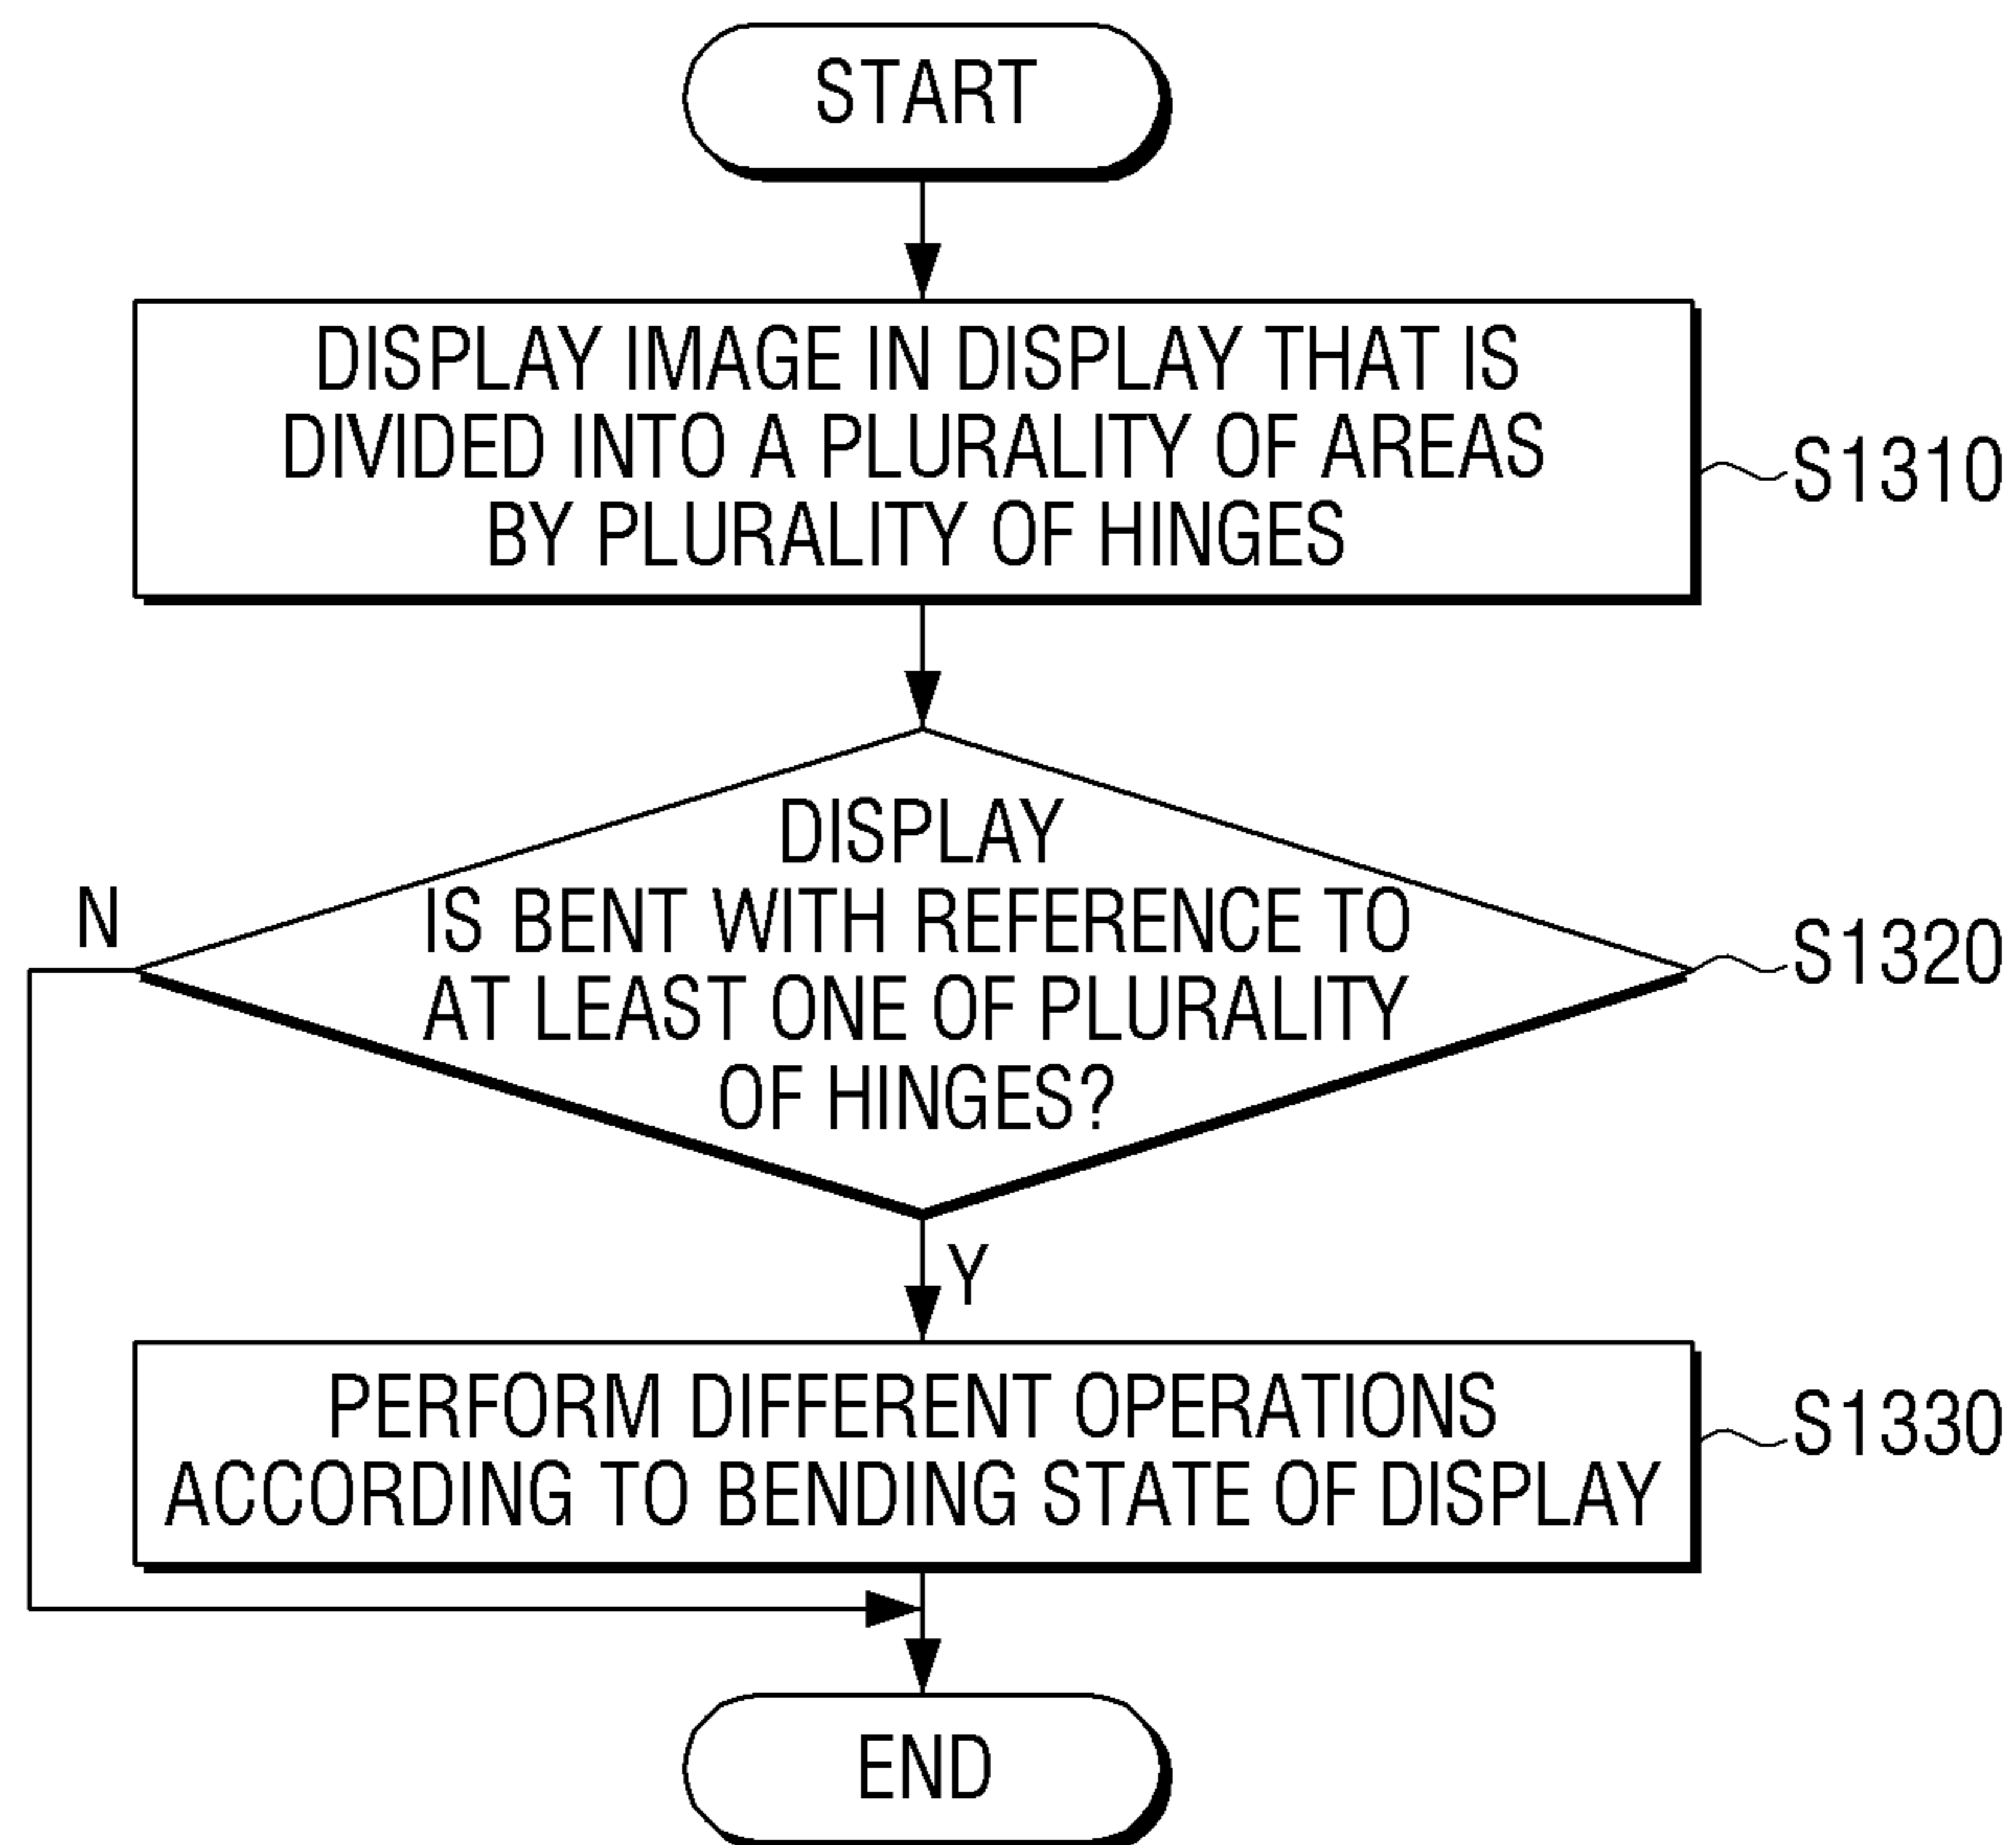 START
DISPLAY IMAGE IN DISPLAY THAT IS
DIVIDED INTO A PLURALITY OF AREAS
BY PLURALITY OF HINGES
S1310
DISPLAY
IS BENT WITH REFERENCE TO
AT LEAST ONE OF PLURALITY
OF HINGES?
N
S1320
Y
PERFORM DIFFERENT OPERATIONS
ACCORDING TO BENDING STATE OF DISPLAY
S1330
END